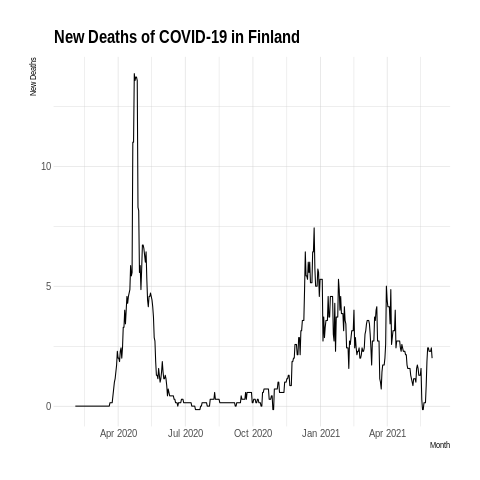 New Deaths of COVID-19 in Finland
New Deaths
10
5
0
Apr 2020 Jul 2020 Oct 2020 Jan 2021 Apr 2021
Month